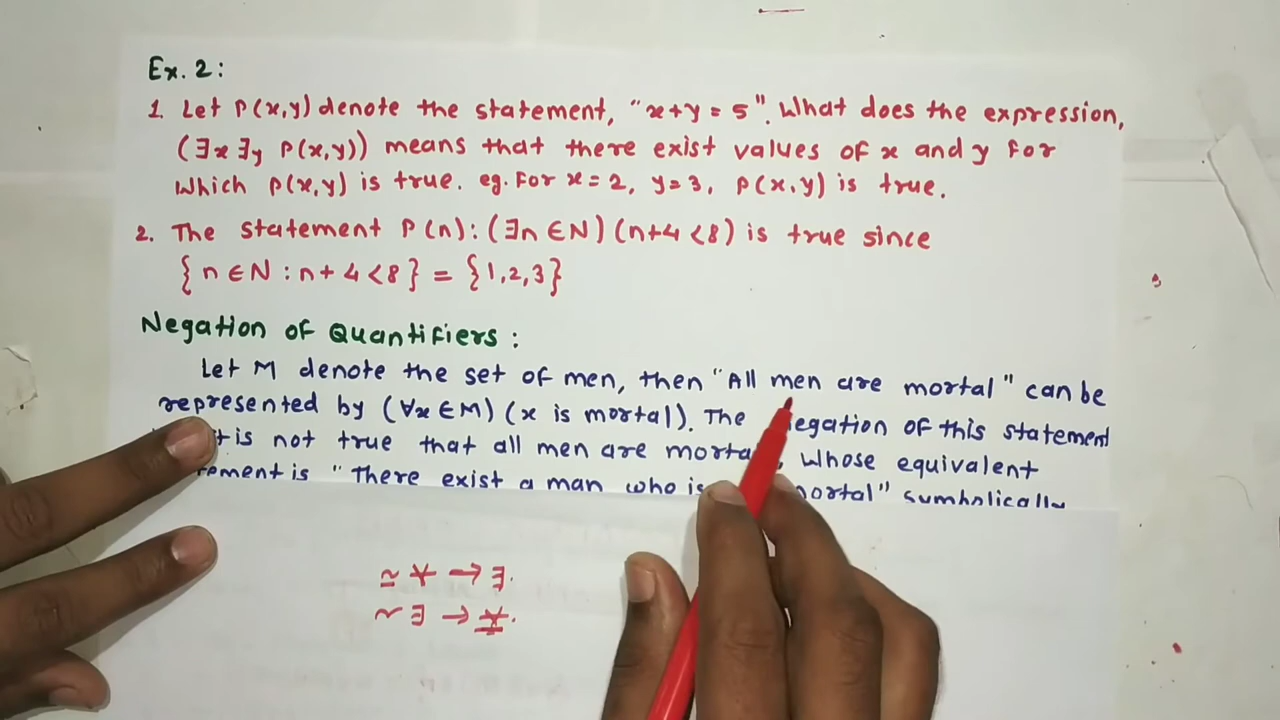 Ex. 2:
1. Let P(x,y) denote the statement, "x+y = 5". What does the expression,
(∃x ∃y P(x,y)) means that there exist values of x and y for
which P(x,y) is true. eg. For x=2, y=3, P(x,y) is true.
2. The statement P(n): (∃n ∈ N) (n+4 < 8) is true since
{n ∈ N : n+ 4 < 8} = {1,2,3}
Negation of Quantifiers :
Let M denote the set of men, then "All men are mortal" can be
represented by (∀x ∈ M) (x is mortal). The of this statement
is not true that all men are whose equivalent
is "There exist a man who is symbolically
≃ ∀ → ∃.
~ ∃ → ∀.